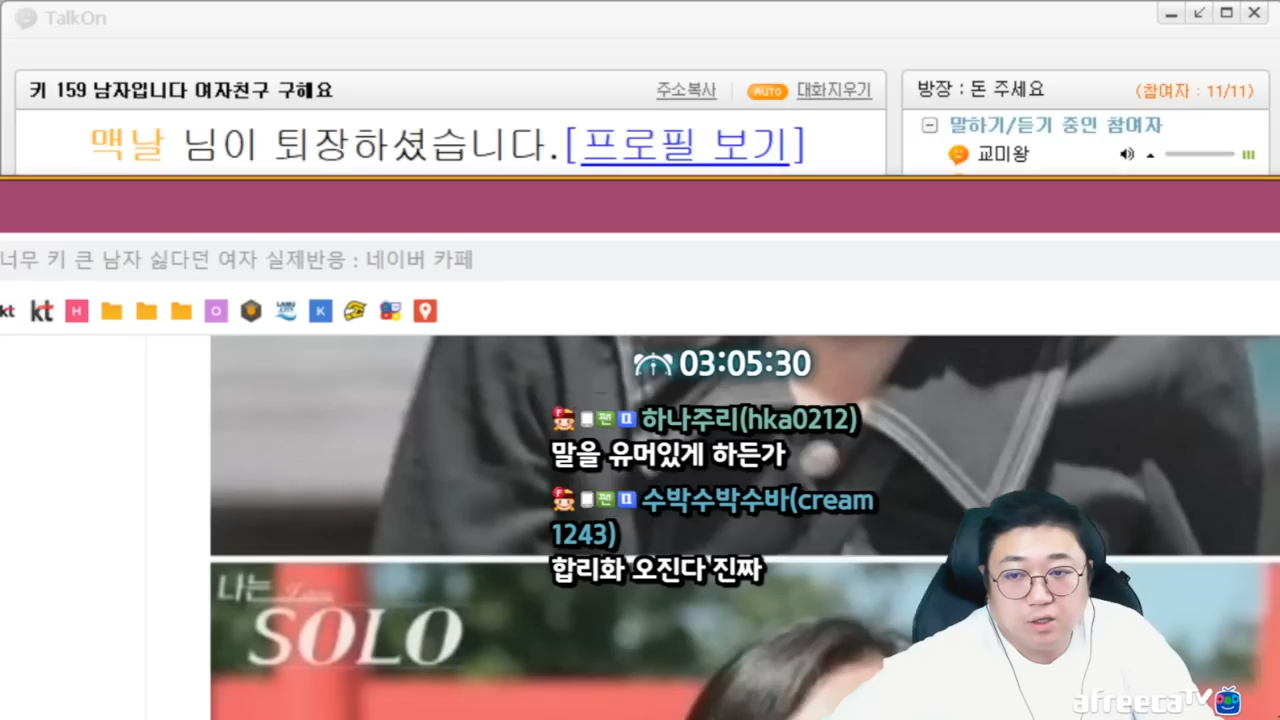 TalkOn
키 159 남자입니다 여자친구 구해요
주소복사
AUTO
대화지우기
방장 : 돈 주세요
(참여자 : 11/11)
맥날 님이 퇴장하셨습니다.[프로필 보기]
말하기/듣기 중인 참여자
교미왕
너무 키 큰 남자 싫다던 여자 실제반응 : 네이버 카페
kt
kt
H
O
K
03:05:30
팬
하나주리(hka0212)
말을 유머있게 하든가
팬
수박수박수바(cream
1243)
합리화 오진다 진짜
나는
SOLO
afreecaTV